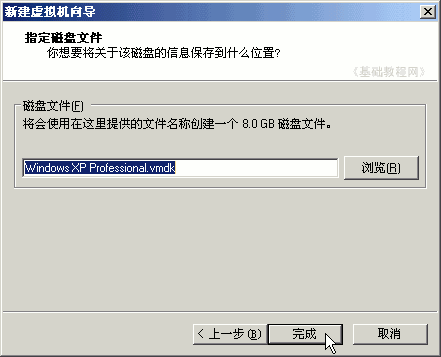 新建虚拟机向导
指定磁盘文件
你想要将关于该磁盘的信息保存到什么位置?
《基础教程网》
磁盘文件(F)
将会使用在这里提供的文件名称创建一个 8.0 GB 磁盘文件。
Windows XP Professional.vmdk
浏览(R)
< 上一步(B)
完成
取消